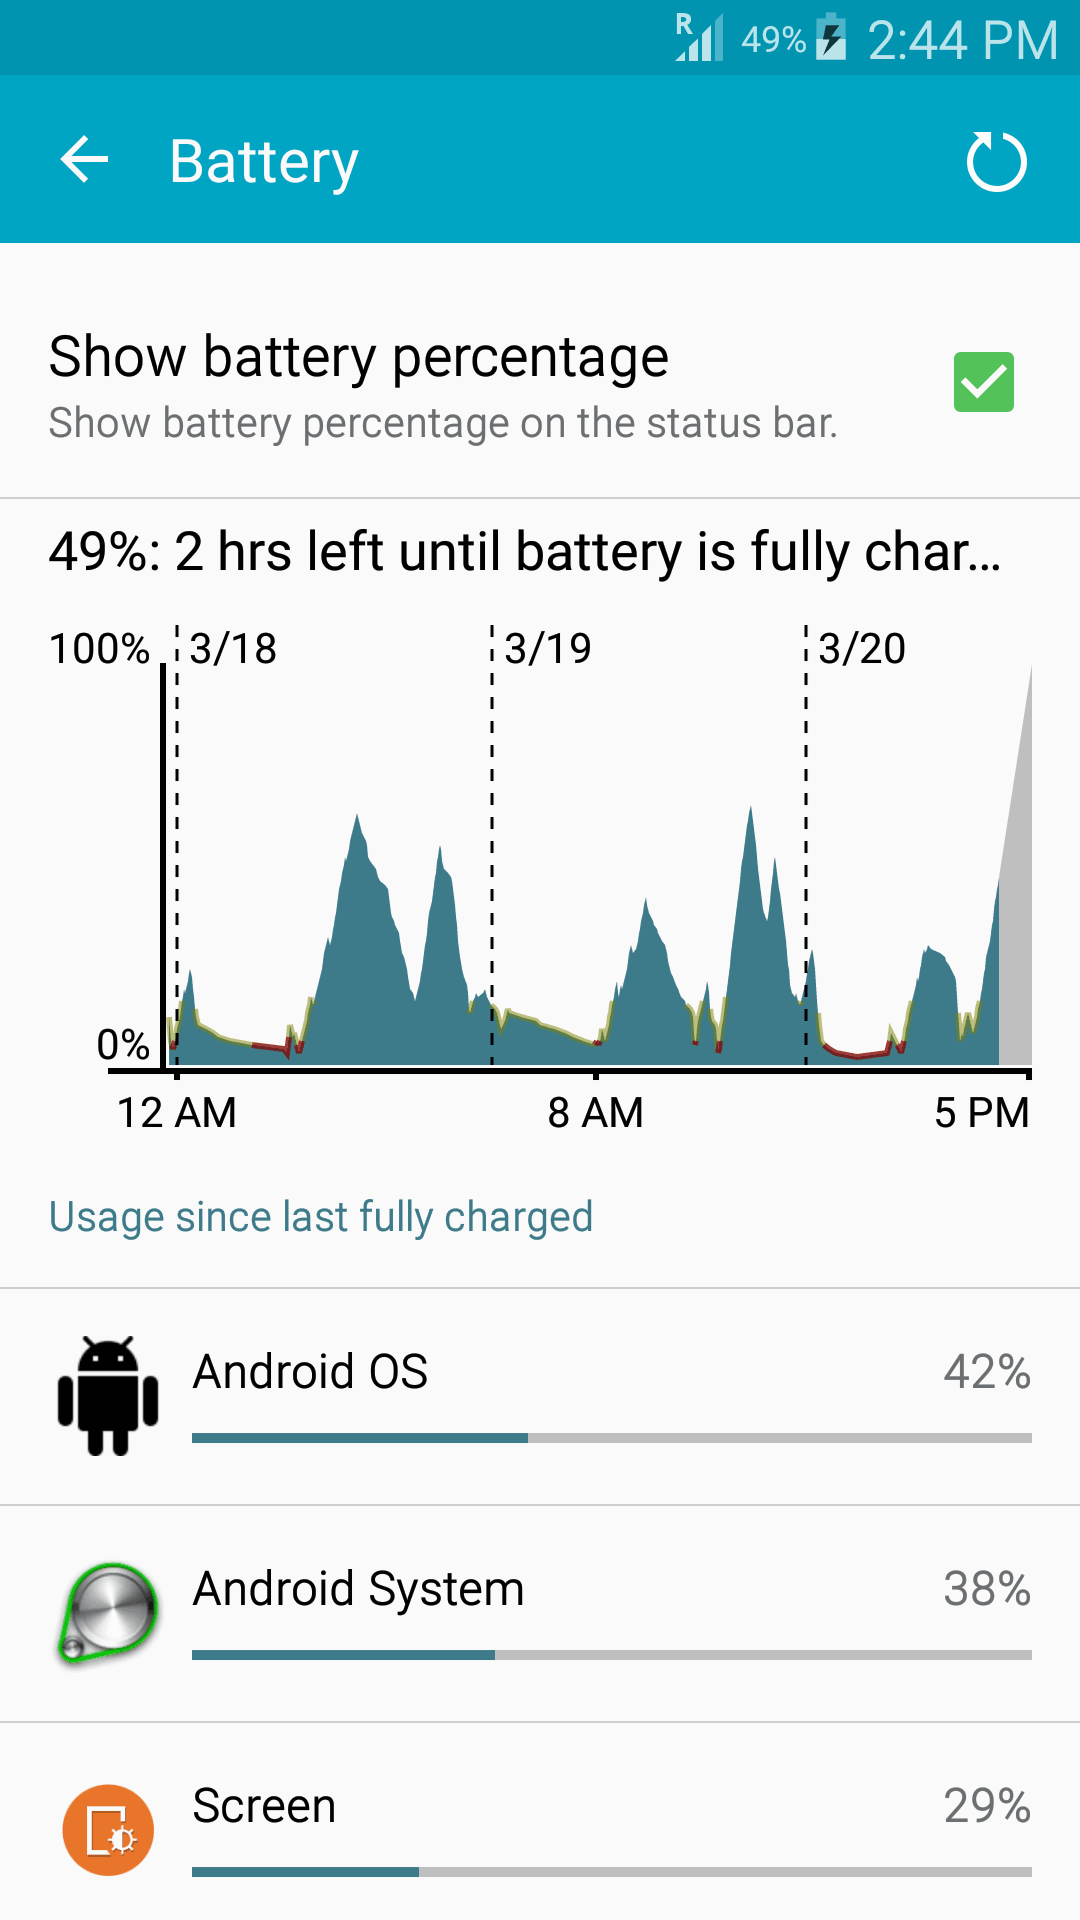 R 49% 2:44 PM
Battery
Show battery percentage
Show battery percentage on the status bar.
49%: 2 hrs left until battery is fully char...
100% 3/18 3/19 3/20
0%
12 AM 8 AM 5 PM
Usage since last fully charged
Android OS 42%
Android System 38%
Screen 29%